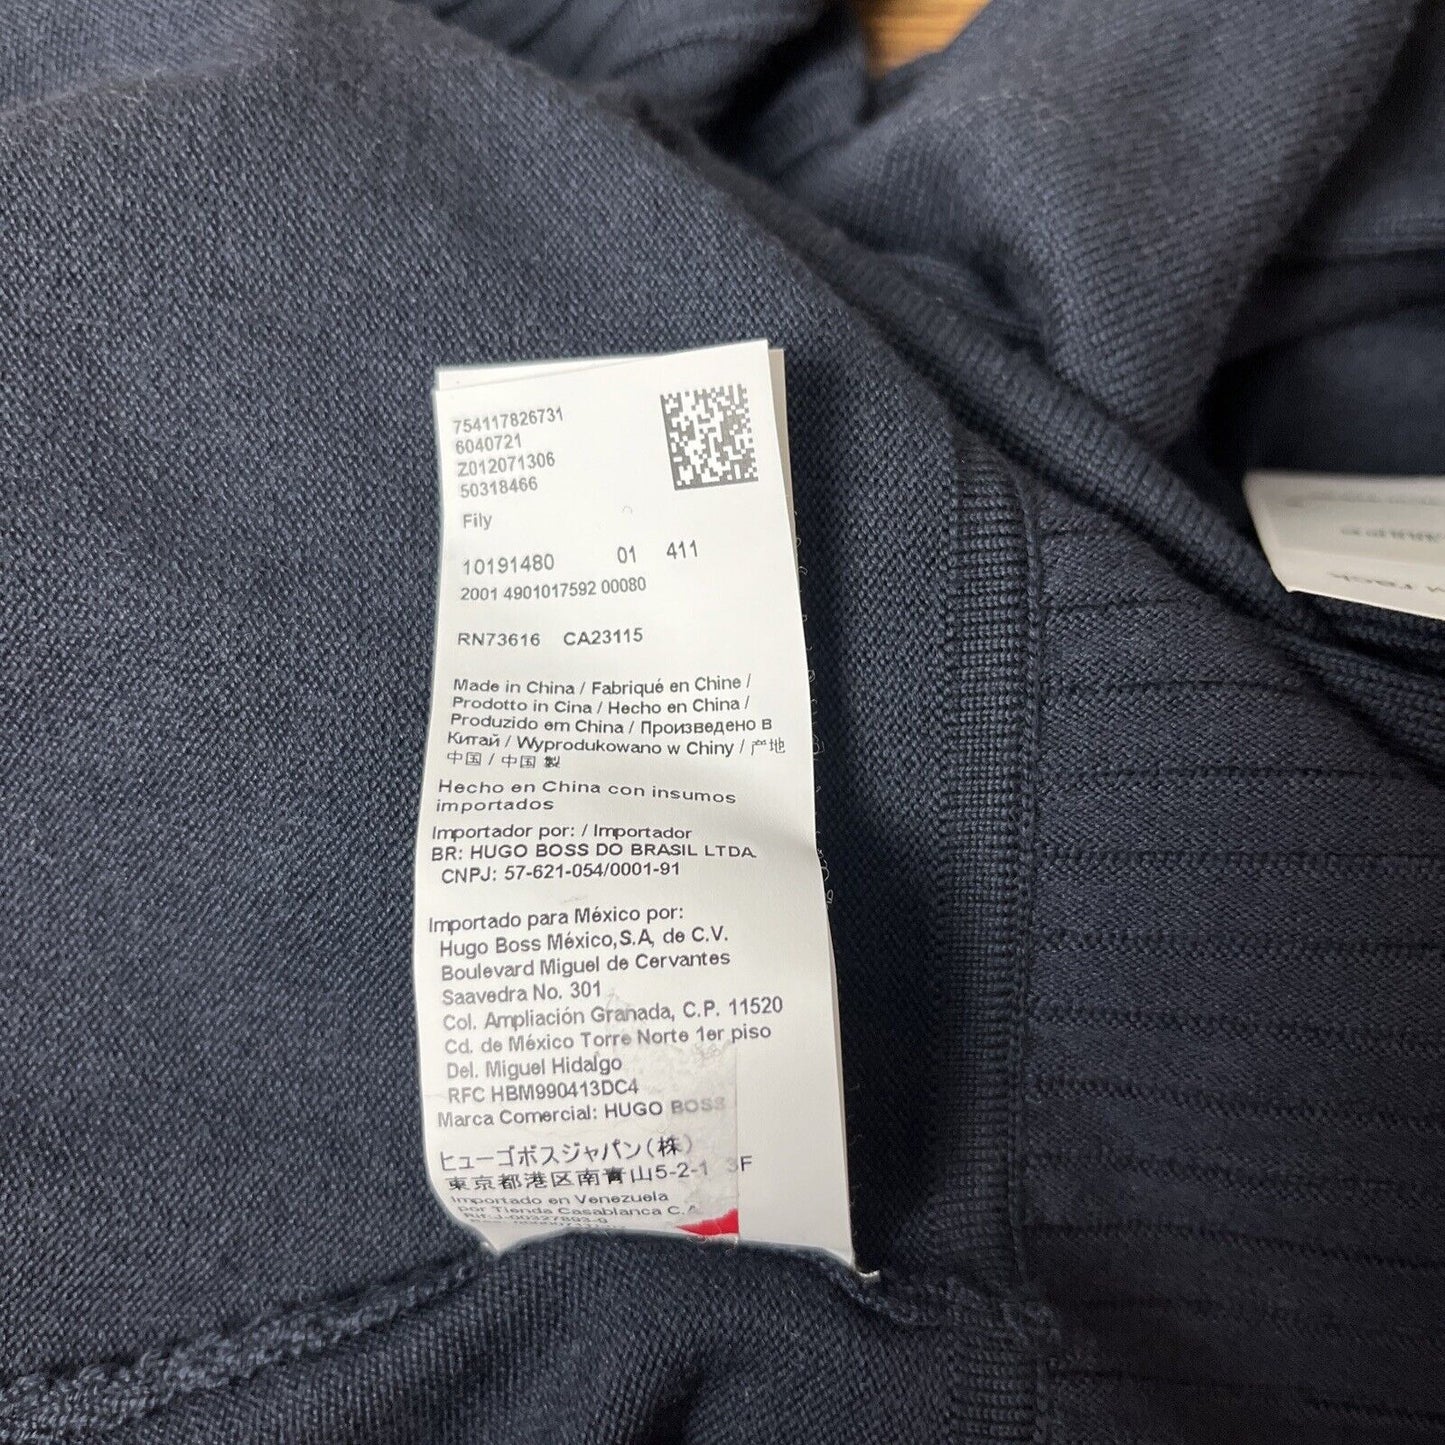 754117826731
6040721
Z012071306
50318466
Fily
10191480 01 411
2001 4901017592 00080
RN73616 CA23115
Made in China / Fabriqué en Chine /
Prodotto in Cina / Hecho en China /
Produzido em China / Произведено в
Китай / Wyprodukowano w Chiny / 产地
中国 / 中国 製
Hecho en China con insumos
importados
Importador por: / Importador
BR: HUGO BOSS DO BRASIL LTDA
CNPJ: 57-621-054/0001-91
Importado para México por:
Hugo Boss México,S.A, de C.V.
Boulevard Miguel de Cervantes
Saavedra No. 301
Col. Ampliación Granada, C.P. 11520
Cd. de México Torre Norte 1er piso
Del. Miguel Hidalgo
RFC HBM990413DC4
Marca Comercial: HUGO BOSS
ヒューゴボスジャパン(株)
東京都港区南青山5-2-1 3F
Importado en Venezuela
por Tienda Casablanca C.A
Rif.J-00327893-0